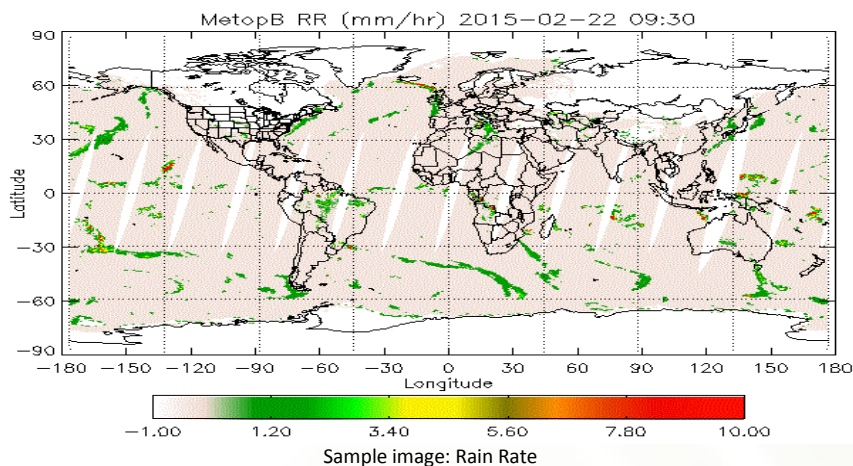 MetopB RR (mm/hr) 2015-02-22 09:30
90
60
30
0
−30
−60
−90
Latitude
−180 −150 −120 −90 −60 −30 0 30 60 90 120 150 180
Longitude
−1.00 1.20 3.40 5.60 7.80 10.00
Sample image: Rain Rate